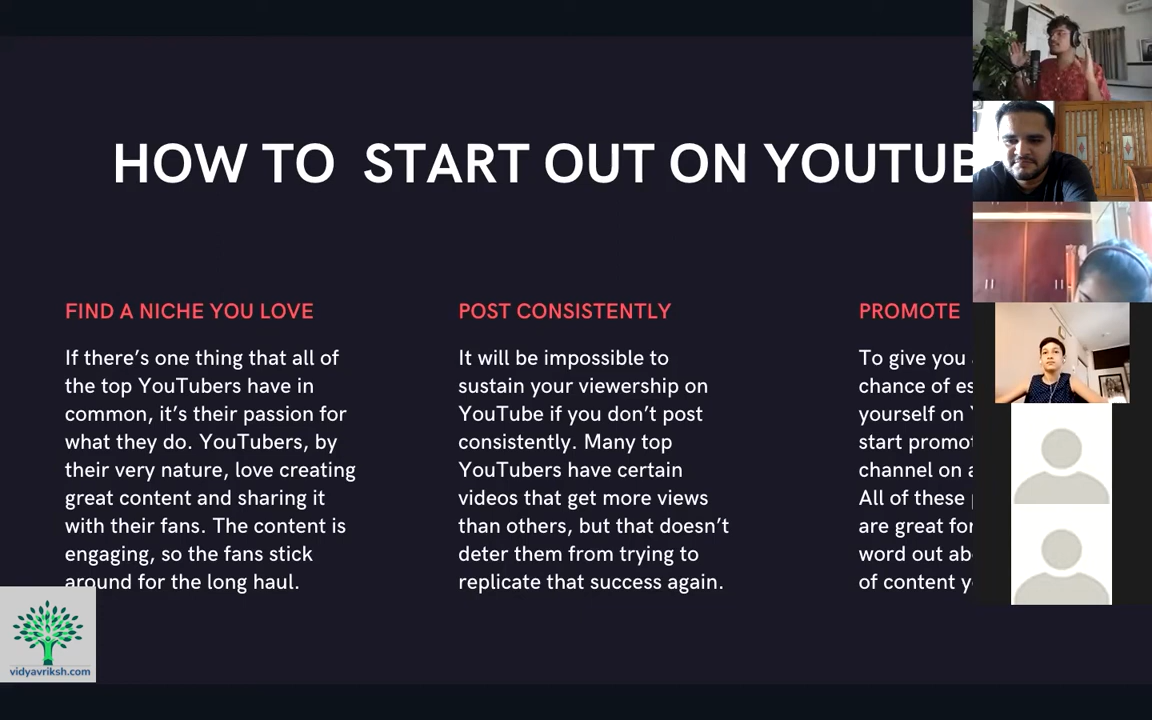 HOW TO START OUT ON YOUTUB
FIND A NICHE YOU LOVE
If there's one thing that all of
the top YouTubers have in
common, it's their passion for
what they do. YouTubers, by
their very nature, love creating
great content and sharing it
with their fans. The content is
engaging, so the fans stick
around for the long haul.
POST CONSISTENTLY
It will be impossible to
sustain your viewership on
YouTube if you don't post
consistently. Many top
YouTubers have certain
videos that get more views
than others, but that doesn't
deter them from trying to
replicate that success again.
PROMOTE
To give you
chance of es
yourself on
start promot
channel on a
All of these
are great for
word out ab
of content y
vidyavriksh.com